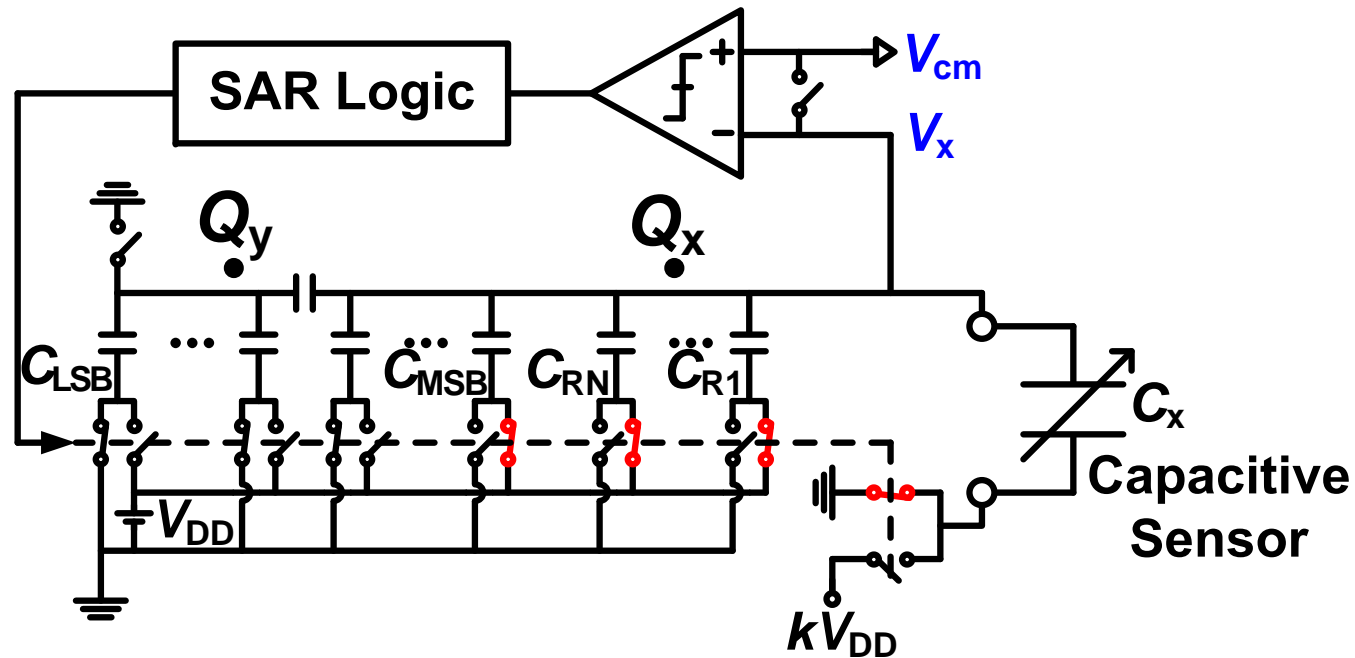 SAR Logic
+
−
Vcm
Vx
Qy
Qx
CLSB
...
CMSB
...
CRN
...
CR1
Cx
VDD
Capacitive
Sensor
kVDD